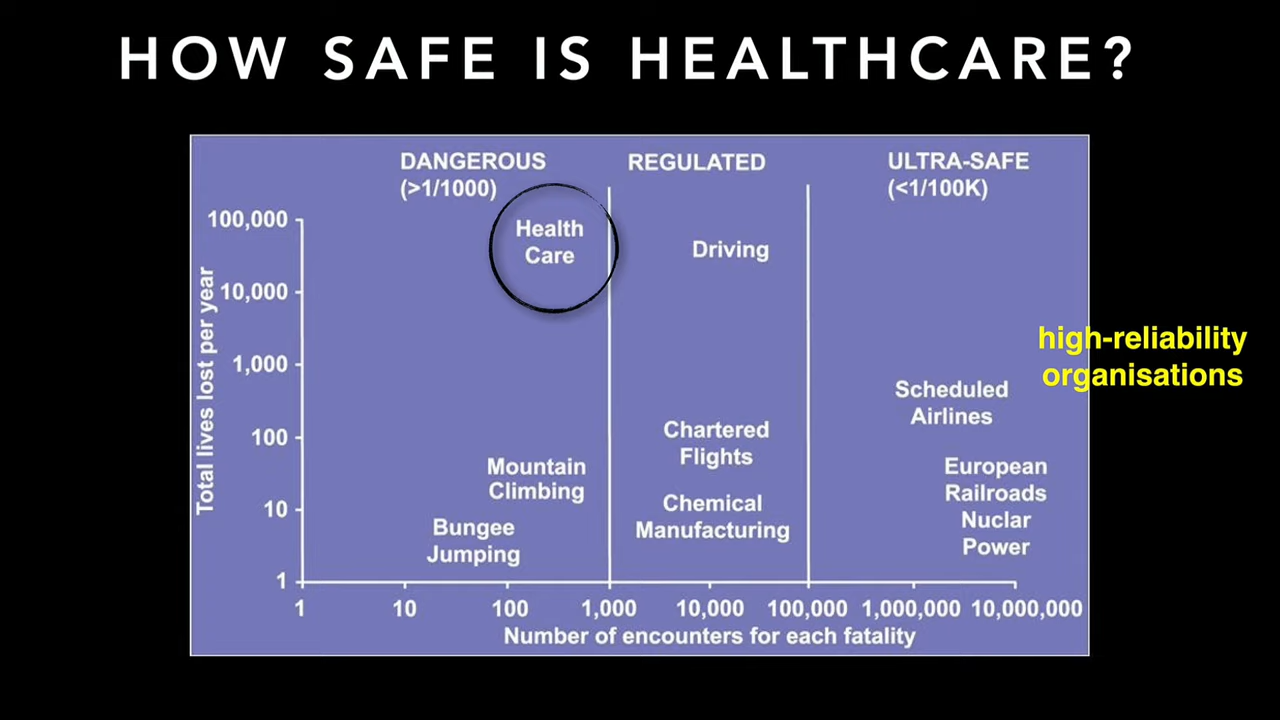 HOW SAFE IS HEALTHCARE?
DANGEROUS
(>1/1000)
REGULATED
ULTRA-SAFE
(<1/100K)
Total lives lost per year
100,000
10,000
1,000
100
10
1
Health
Care
Driving
high-reliability
organisations
Scheduled
Airlines
Chartered
Flights
Mountain
Climbing
European
Railroads
Nuclar
Power
Chemical
Manufacturing
Bungee
Jumping
1
10
100
1,000
10,000
100,000
1,000,000
10,000,000
Number of encounters for each fatality